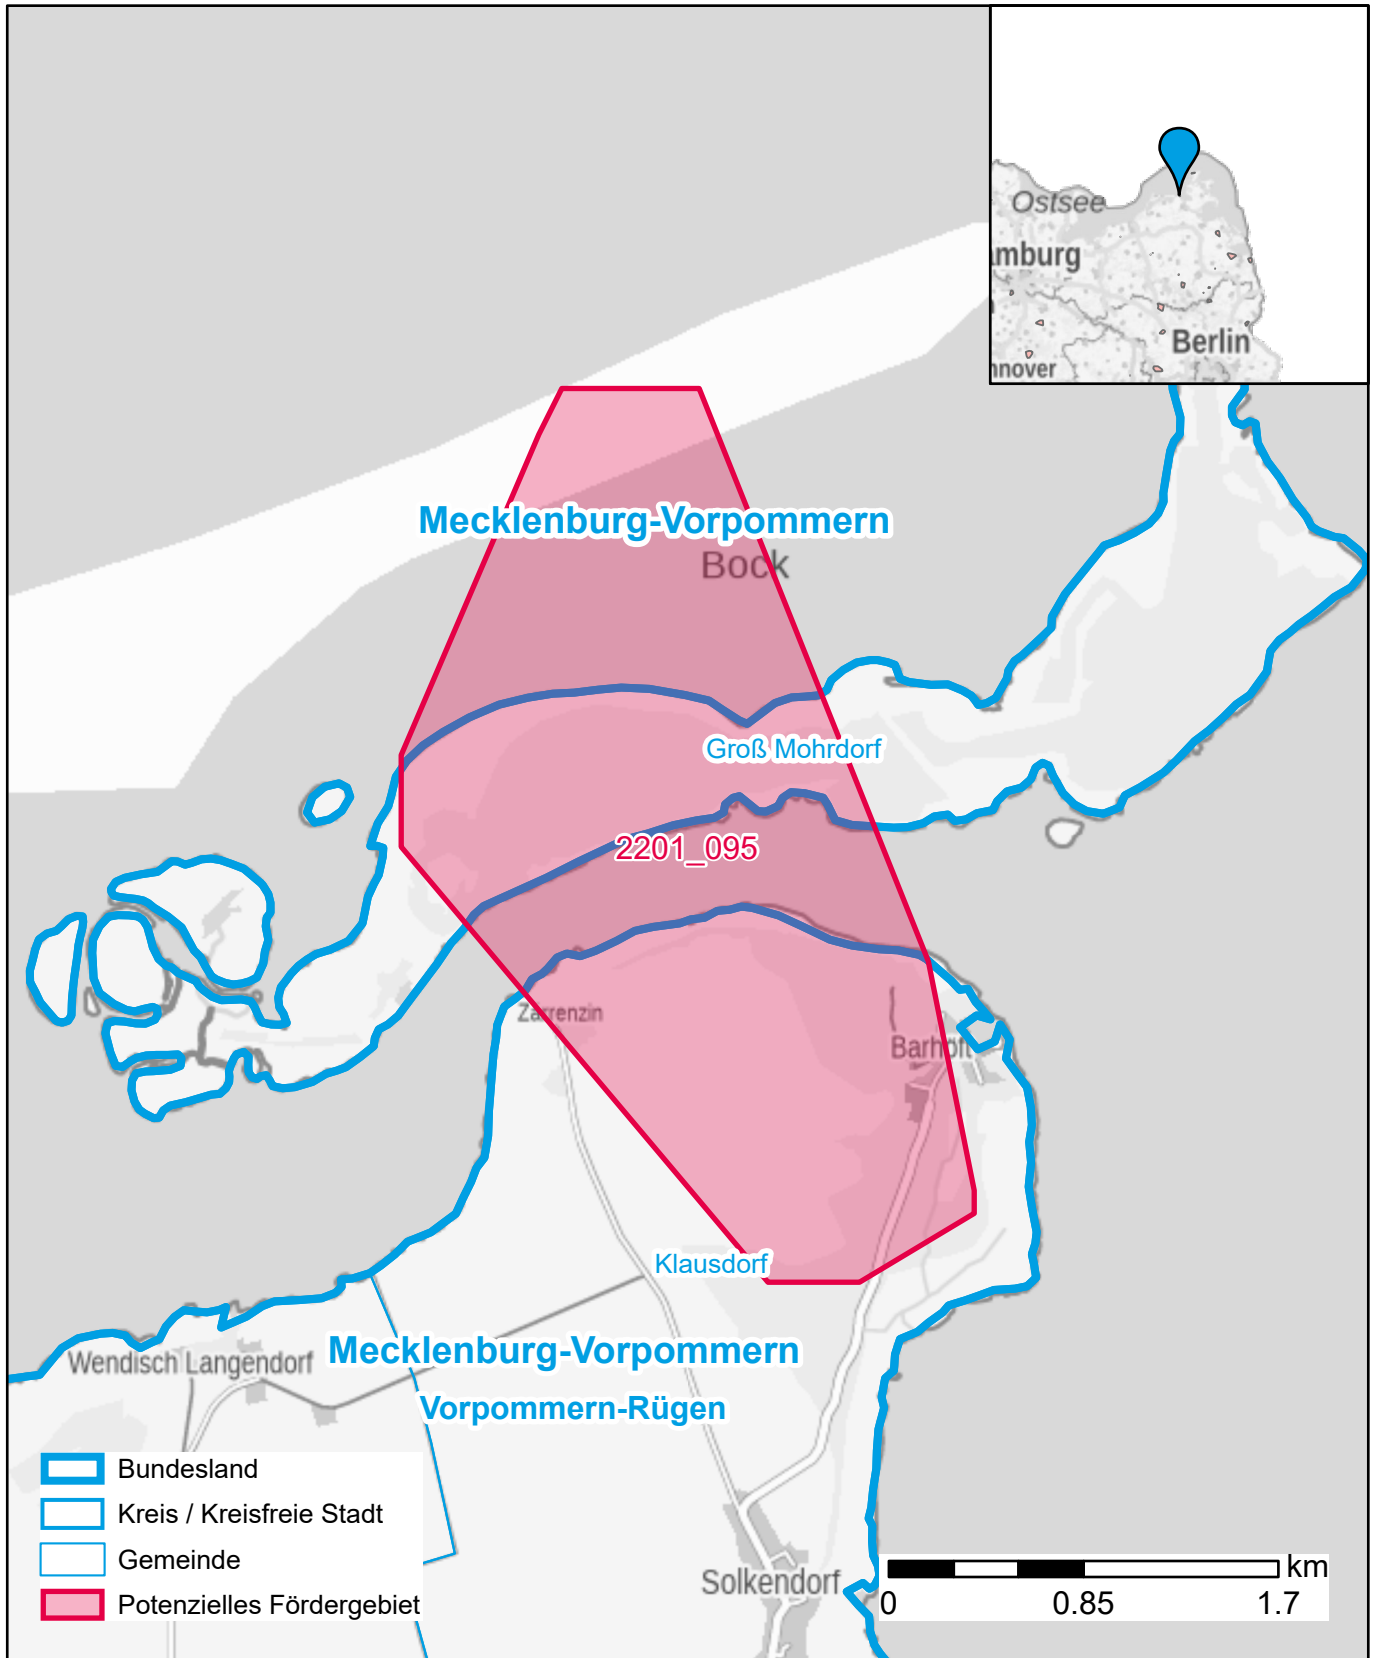 Ostsee
mburg
Berlin
nnover
Mecklenburg-Vorpommern
Bock
Groß Mohrdorf
2201_095
Zarrenzin
Barhöft
Klausdorf
Mecklenburg-Vorpommern
Wendisch Langendorf
Vorpommern-Rügen
Bundesland
Kreis / Kreisfreie Stadt
Gemeinde
Potenzielles Fördergebiet
Solkendorf
km
0 0.85 1.7